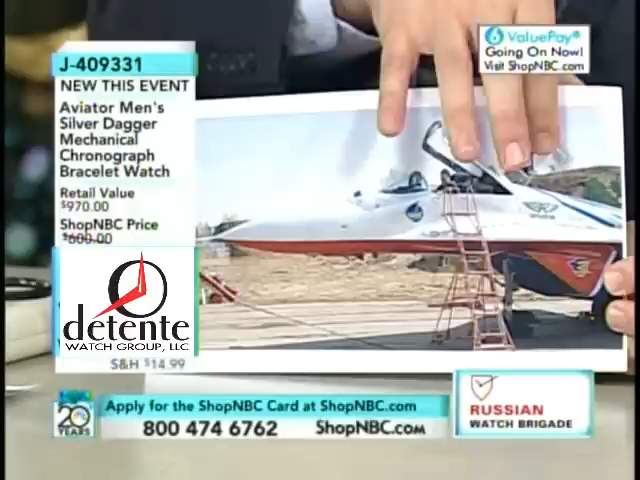 J-409331
NEW THIS EVENT
Aviator Men's
Silver Dagger
Mechanical
Chronograph
Bracelet Watch
Retail Value
$970.00
ShopNBC Price
$600.00
detente
WATCH GROUP, LLC
S&H $14.99
6 ValuePay®
Going On Now!
Visit ShopNBC.com
20
YEARS
Apply for the ShopNBC Card at ShopNBC.com
800 474 6762 ShopNBC.com
RUSSIAN
WATCH BRIGADE